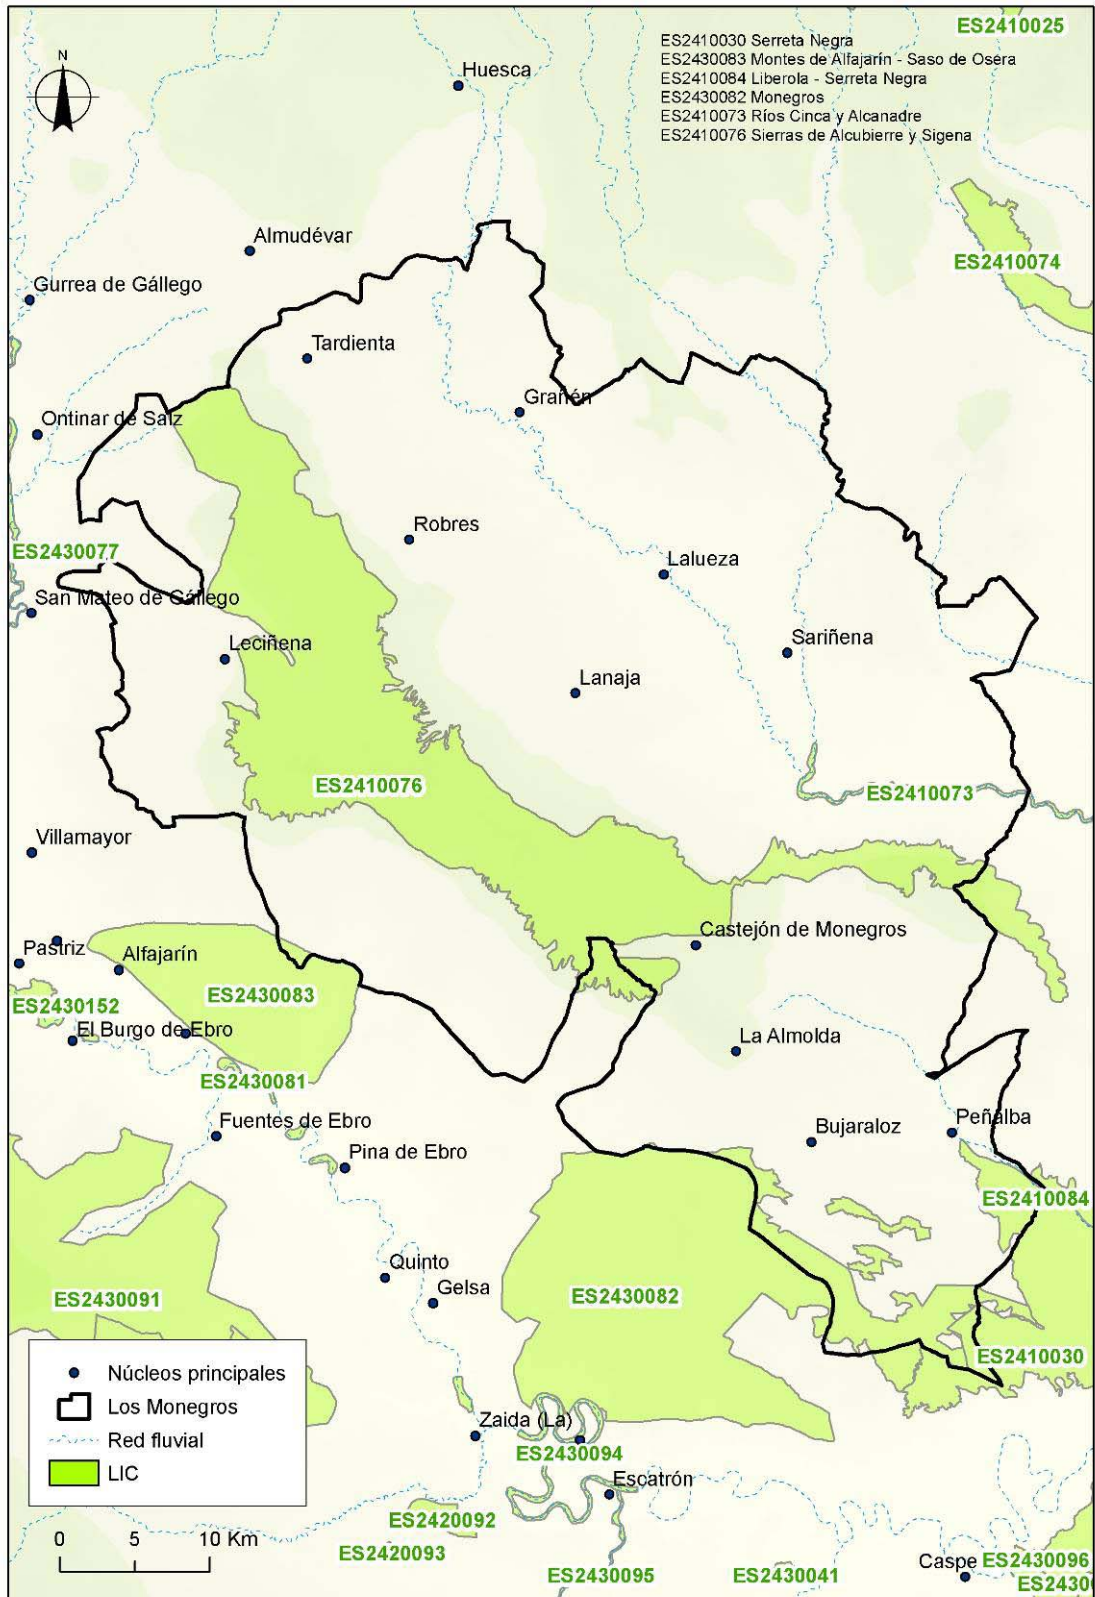 ES2410025
ES2410030 Serreta Negra
ES2430083 Montes de Alfajarín - Saso de Osera
ES2410084 Liberola - Serreta Negra
ES2430082 Monegros
ES2410073 Ríos Cinca y Alcanadre
ES2410076 Sierras de Alcubierre y Sigena
N
Huesca
Almudévar
ES2410074
Gurrea de Gállego
Tardienta
Grañén
Ontinar de Salz
Robres
ES2430077
Lalueza
San Mateo de Gállego
Leciñena
Sariñena
Lanaja
ES2410076
ES2410073
Villamayor
Castejón de Monegros
Pastriz
Alfajarín
ES2430083
ES2430152
El Burgo de Ebro
La Almolda
ES2430081
Fuentes de Ebro
Bujaraloz
Peñalba
Pina de Ebro
ES2410084
Quinto
Gelsa
ES2430091
ES2430082
ES2410030
Núcleos principales
Los Monegros
Red fluvial
LIC
Zaida (La)
ES2430094
Escatrón
ES2420092
0 5 10 Km
ES2420093
ES2430095
ES2430041
Caspe
ES2430096
ES2430